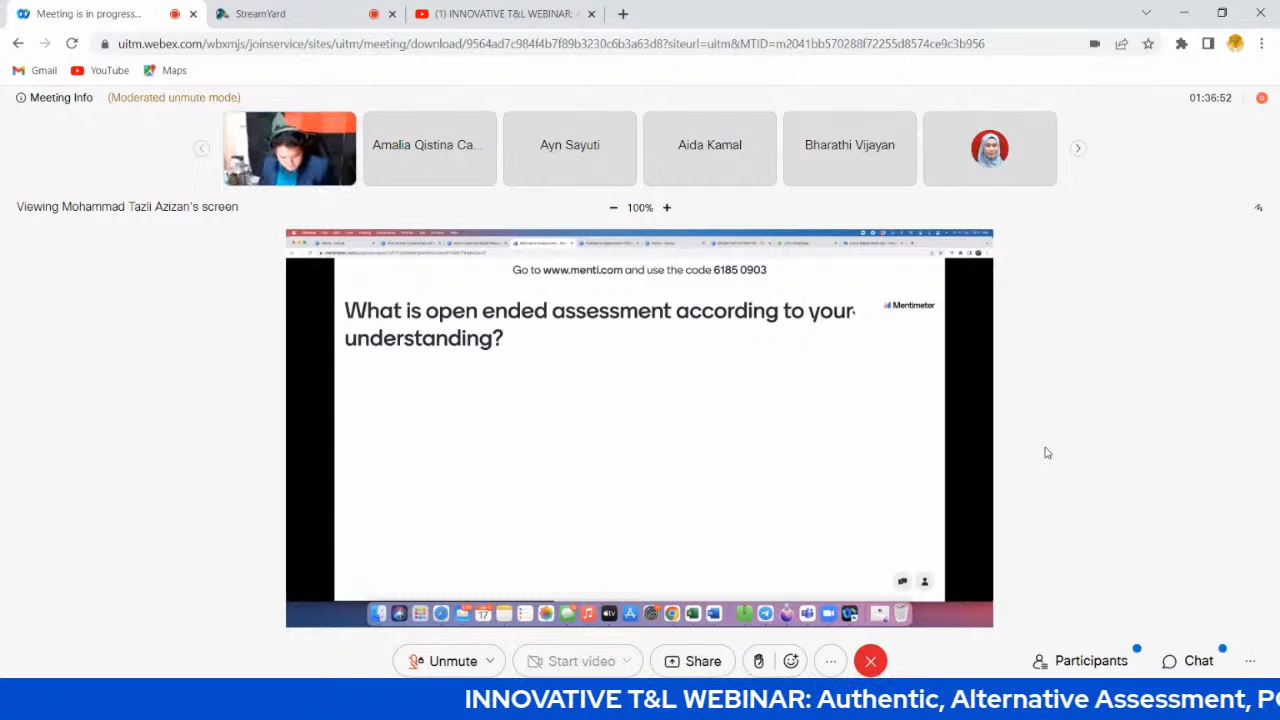 Meeting is in progress...
StreamYard
(1) INNOVATIVE T&L WEBINAR: A
uitm.webex.com/wbxmjs/joinservice/sites/uitm/meeting/download/9564ad7c984f4b7f89b3230c6b3a63d8?siteurl=uitm&MTID=m2041bb570288f72255d8574ce9c3b956
Gmail
YouTube
Maps
Meeting Info
(Moderated unmute mode)
01:36:52
Amalia Qistina Ca...
Ayn Sayuti
Aida Kamal
Bharathi Vijayan
Viewing Mohammad Tazli Azizan's screen
100%
Go to www.menti.com and use the code 6185 0903
What is open ended assessment according to your
understanding?
Mentimeter
17
Unmute
Start video
Share
Participants
Chat
INNOVATIVE T&L WEBINAR: Authentic, Alternative Assessment, PO